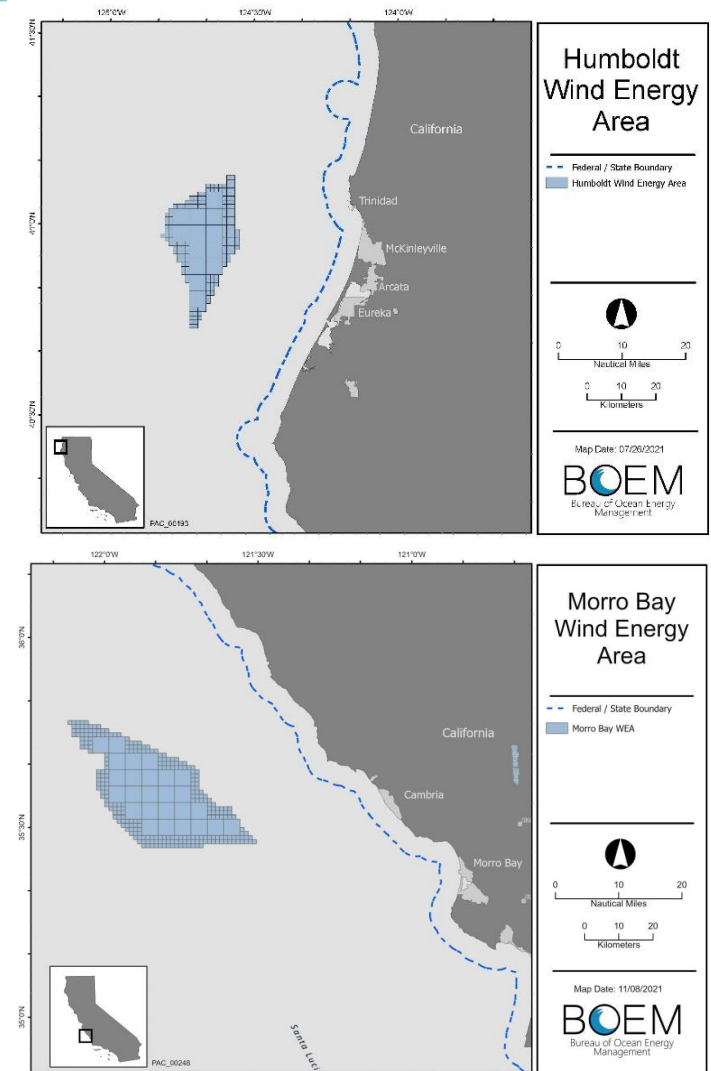 125°0'W 124°30'W 124°0'W
41°30'N
41°0'N
40°30'N
California
Trinidad
McKinleyville
Arcata
Eureka
PAC_00193
Humboldt
Wind Energy
Area
Federal / State Boundary
Humboldt Wind Energy Area
0 10 20
Nautical Miles
0 10 20
Kilometers
Map Date: 07/26/2021
BOEM
Bureau of Ocean Energy
Management
122°0'W 121°30'W 121°0'W
36°0'N
35°30'N
35°0'N
California
Cambria
Morro Bay
Santa Luci
PAC_00248
Morro Bay
Wind Energy
Area
Federal / State Boundary
Morro Bay WEA
0 10 20
Nautical Miles
0 10 20
Kilometers
Map Date: 11/08/2021
BOEM
Bureau of Ocean Energy
Management